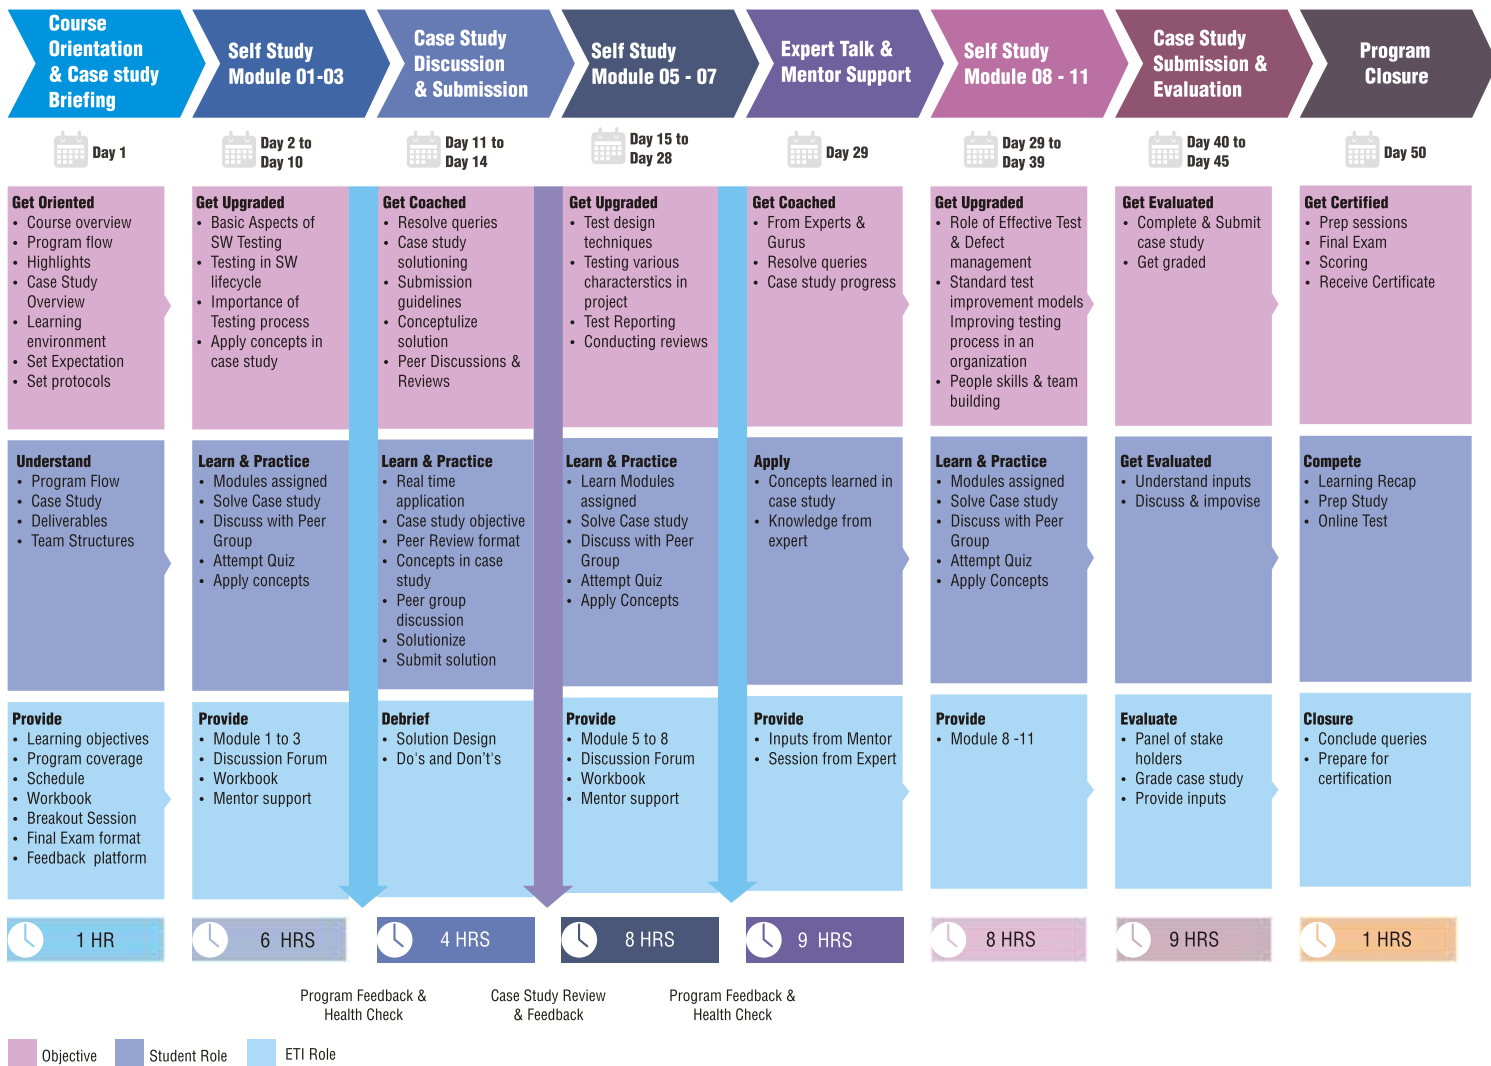 Course
Orientation
& Case study
Briefing
Self Study
Module 01-03
Case Study
Discussion
& Submission
Self Study
Module 05 - 07
Expert Talk &
Mentor Support
Self Study
Module 08 - 11
Case Study
Submission &
Evaluation
Program
Closure
Day 1
Day 2 to
Day 10
Day 11 to
Day 14
Day 15 to
Day 28
Day 29
Day 29 to
Day 39
Day 40 to
Day 45
Day 50
Get Oriented
• Course overview
• Program flow
• Highlights
• Case Study
Overview
• Learning
environment
• Set Expectation
• Set protocols
Get Upgraded
• Basic Aspects of
SW Testing
• Testing in SW
lifecycle
• Importance of
Testing process
• Apply concepts in
case study
Get Coached
• Resolve queries
• Case study
solutioning
• Submission
guidelines
• Conceptulize
solution
• Peer Discussions &
Reviews
Get Upgraded
• Test design
techniques
• Testing various
characterstics in
project
• Test Reporting
• Conducting reviews
Get Coached
• From Experts &
Gurus
• Resolve queries
• Case study progress
Get Upgraded
• Role of Effective Test
& Defect
management
• Standard test
improvement models
Improving testing
process in an
organization
• People skills & team
building
Get Evaluated
• Complete & Submit
case study
• Get graded
Get Certified
• Prep sessions
• Final Exam
• Scoring
• Receive Certificate
Understand
• Program Flow
• Case Study
• Deliverables
• Team Structures
Learn & Practice
• Modules assigned
• Solve Case study
• Discuss with Peer
Group
• Attempt Quiz
• Apply concepts
Learn & Practice
• Real time
application
• Case study objective
• Peer Review format
• Concepts in case
study
• Peer group
discussion
• Solutionize
• Submit solution
Learn & Practice
• Learn Modules
assigned
• Solve Case study
• Discuss with Peer
Group
• Attempt Quiz
• Apply Concepts
Apply
• Concepts learned in
case study
• Knowledge from
expert
Learn & Practice
• Modules assigned
• Solve Case study
• Discuss with Peer
Group
• Attempt Quiz
• Apply Concepts
Get Evaluated
• Understand inputs
• Discuss & impovise
Compete
• Learning Recap
• Prep Study
• Online Test
Provide
• Learning objectives
• Program coverage
• Schedule
• Workbook
• Breakout Session
• Final Exam format
• Feedback platform
Provide
• Module 1 to 3
• Discussion Forum
• Workbook
• Mentor support
Debrief
• Solution Design
• Do's and Don't's
Provide
• Module 5 to 8
• Discussion Forum
• Workbook
• Mentor support
Provide
• Inputs from Mentor
• Session from Expert
Provide
• Module 8 -11
Evaluate
• Panel of stake
holders
• Grade case study
• Provide inputs
Closure
• Conclude queries
• Prepare for
certification
1 HR
6 HRS
4 HRS
8 HRS
9 HRS
8 HRS
9 HRS
1 HRS
Program Feedback &
Health Check
Case Study Review
& Feedback
Program Feedback &
Health Check
Objective
Student Role
ETI Role